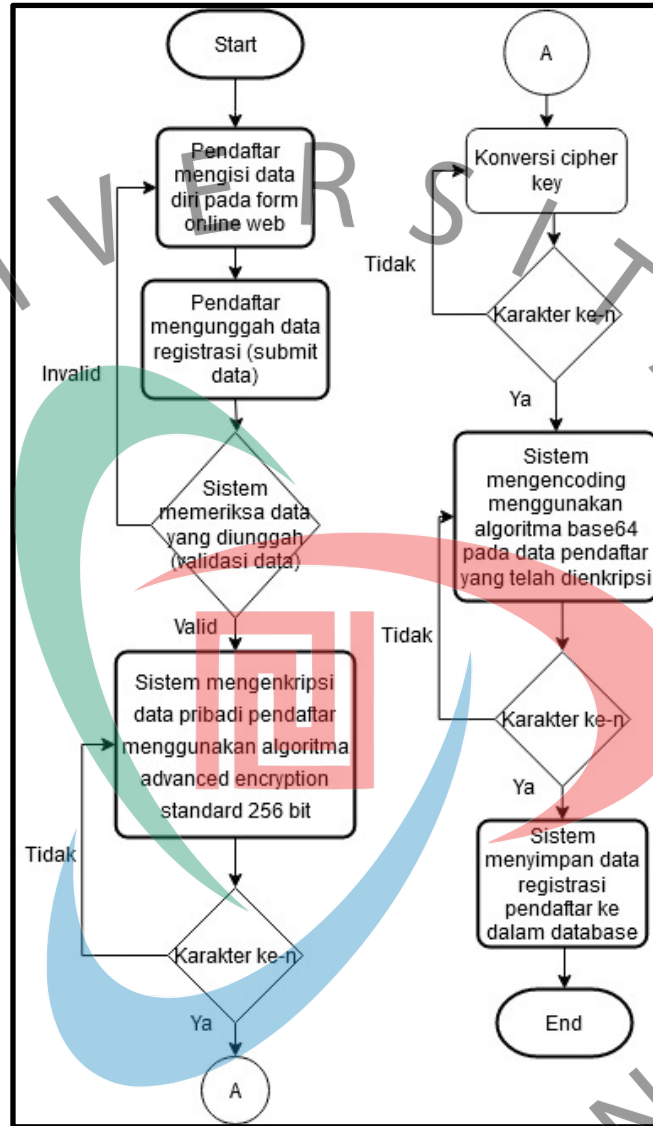 Start
Pendaftar
mengisi data
diri pada form
online web
Pendaftar
mengunggah data
registrasi (submit
data)
Invalid
Sistem
memeriksa data
yang diunggah
(validasi data)
Valid
Sistem mengenkripsi
data pribadi pendaftar
menggunakan algoritma
advanced encryption
standard 256 bit
Tidak
Karakter ke-n
Ya
A
A
Konversi cipher
key
Tidak
Karakter ke-n
Ya
Sistem
mengencoding
menggunakan
algoritma base64
pada data pendaftar
yang telah dienkripsi
Tidak
Karakter ke-n
Ya
Sistem
menyimpan data
registrasi
pendaftar ke
dalam database
End
I V E R S I T
N